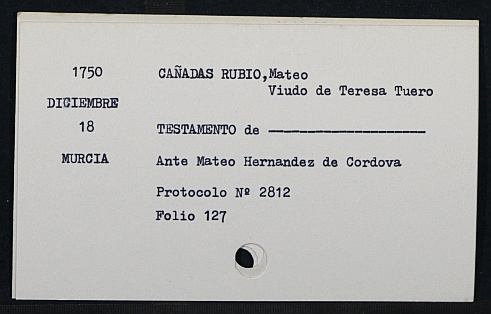 1750 CAÑADAS RUBIO,Mateo
Viudo de Teresa Tuero
DICIEMBRE
18 TESTAMENTO de --------------------
MURCIA Ante Mateo Hernandez de Cordova
Protocolo Nº 2812
Folio 127